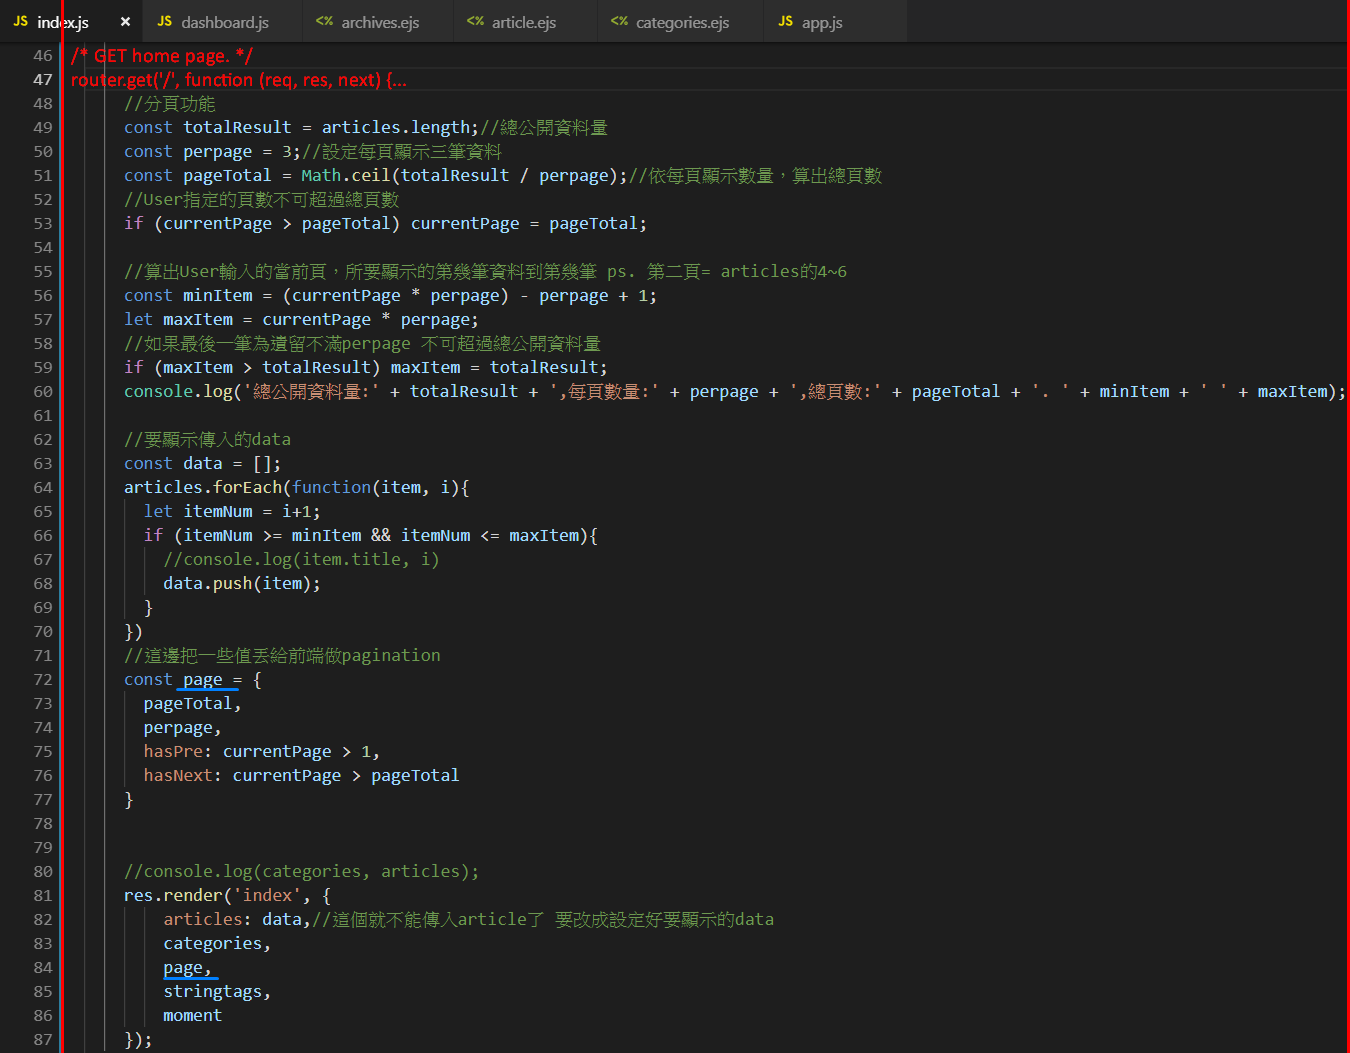 JS index.js × JS dashboard.js <% archives.ejs <% article.ejs <% categories.ejs JS app.js
46 /* GET home page. */
47 router.get('/', function (req, res, next) {...
48 //分頁功能
49 const totalResult = articles.length;//總公開資料量
50 const perpage = 3;//設定每頁顯示三筆資料
51 const pageTotal = Math.ceil(totalResult / perpage);//依每頁顯示數量，算出總頁數
52 //User指定的頁數不可超過總頁數
53 if (currentPage > pageTotal) currentPage = pageTotal;
54
55 //算出User輸入的當前頁，所要顯示的第幾筆資料到第幾筆 ps. 第二頁= articles的4~6
56 const minItem = (currentPage * perpage) - perpage + 1;
57 let maxItem = currentPage * perpage;
58 //如果最後一筆為遺留不滿perpage 不可超過總公開資料量
59 if (maxItem > totalResult) maxItem = totalResult;
60 console.log('總公開資料量:' + totalResult + ',每頁數量:' + perpage + ',總頁數:' + pageTotal + '. ' + minItem + ' ' + maxItem);
61
62 //要顯示傳入的data
63 const data = [];
64 articles.forEach(function(item, i){
65 let itemNum = i+1;
66 if (itemNum >= minItem && itemNum <= maxItem){
67 //console.log(item.title, i)
68 data.push(item);
69 }
70 })
71 //這邊把一些值丟給前端做pagination
72 const page = {
73 pageTotal,
74 perpage,
75 hasPre: currentPage > 1,
76 hasNext: currentPage > pageTotal
77 }
78
79
80 //console.log(categories, articles);
81 res.render('index', {
82 articles: data,//這個就不能傳入article了 要改成設定好要顯示的data
83 categories,
84 page,
85 stringtags,
86 moment
87 });